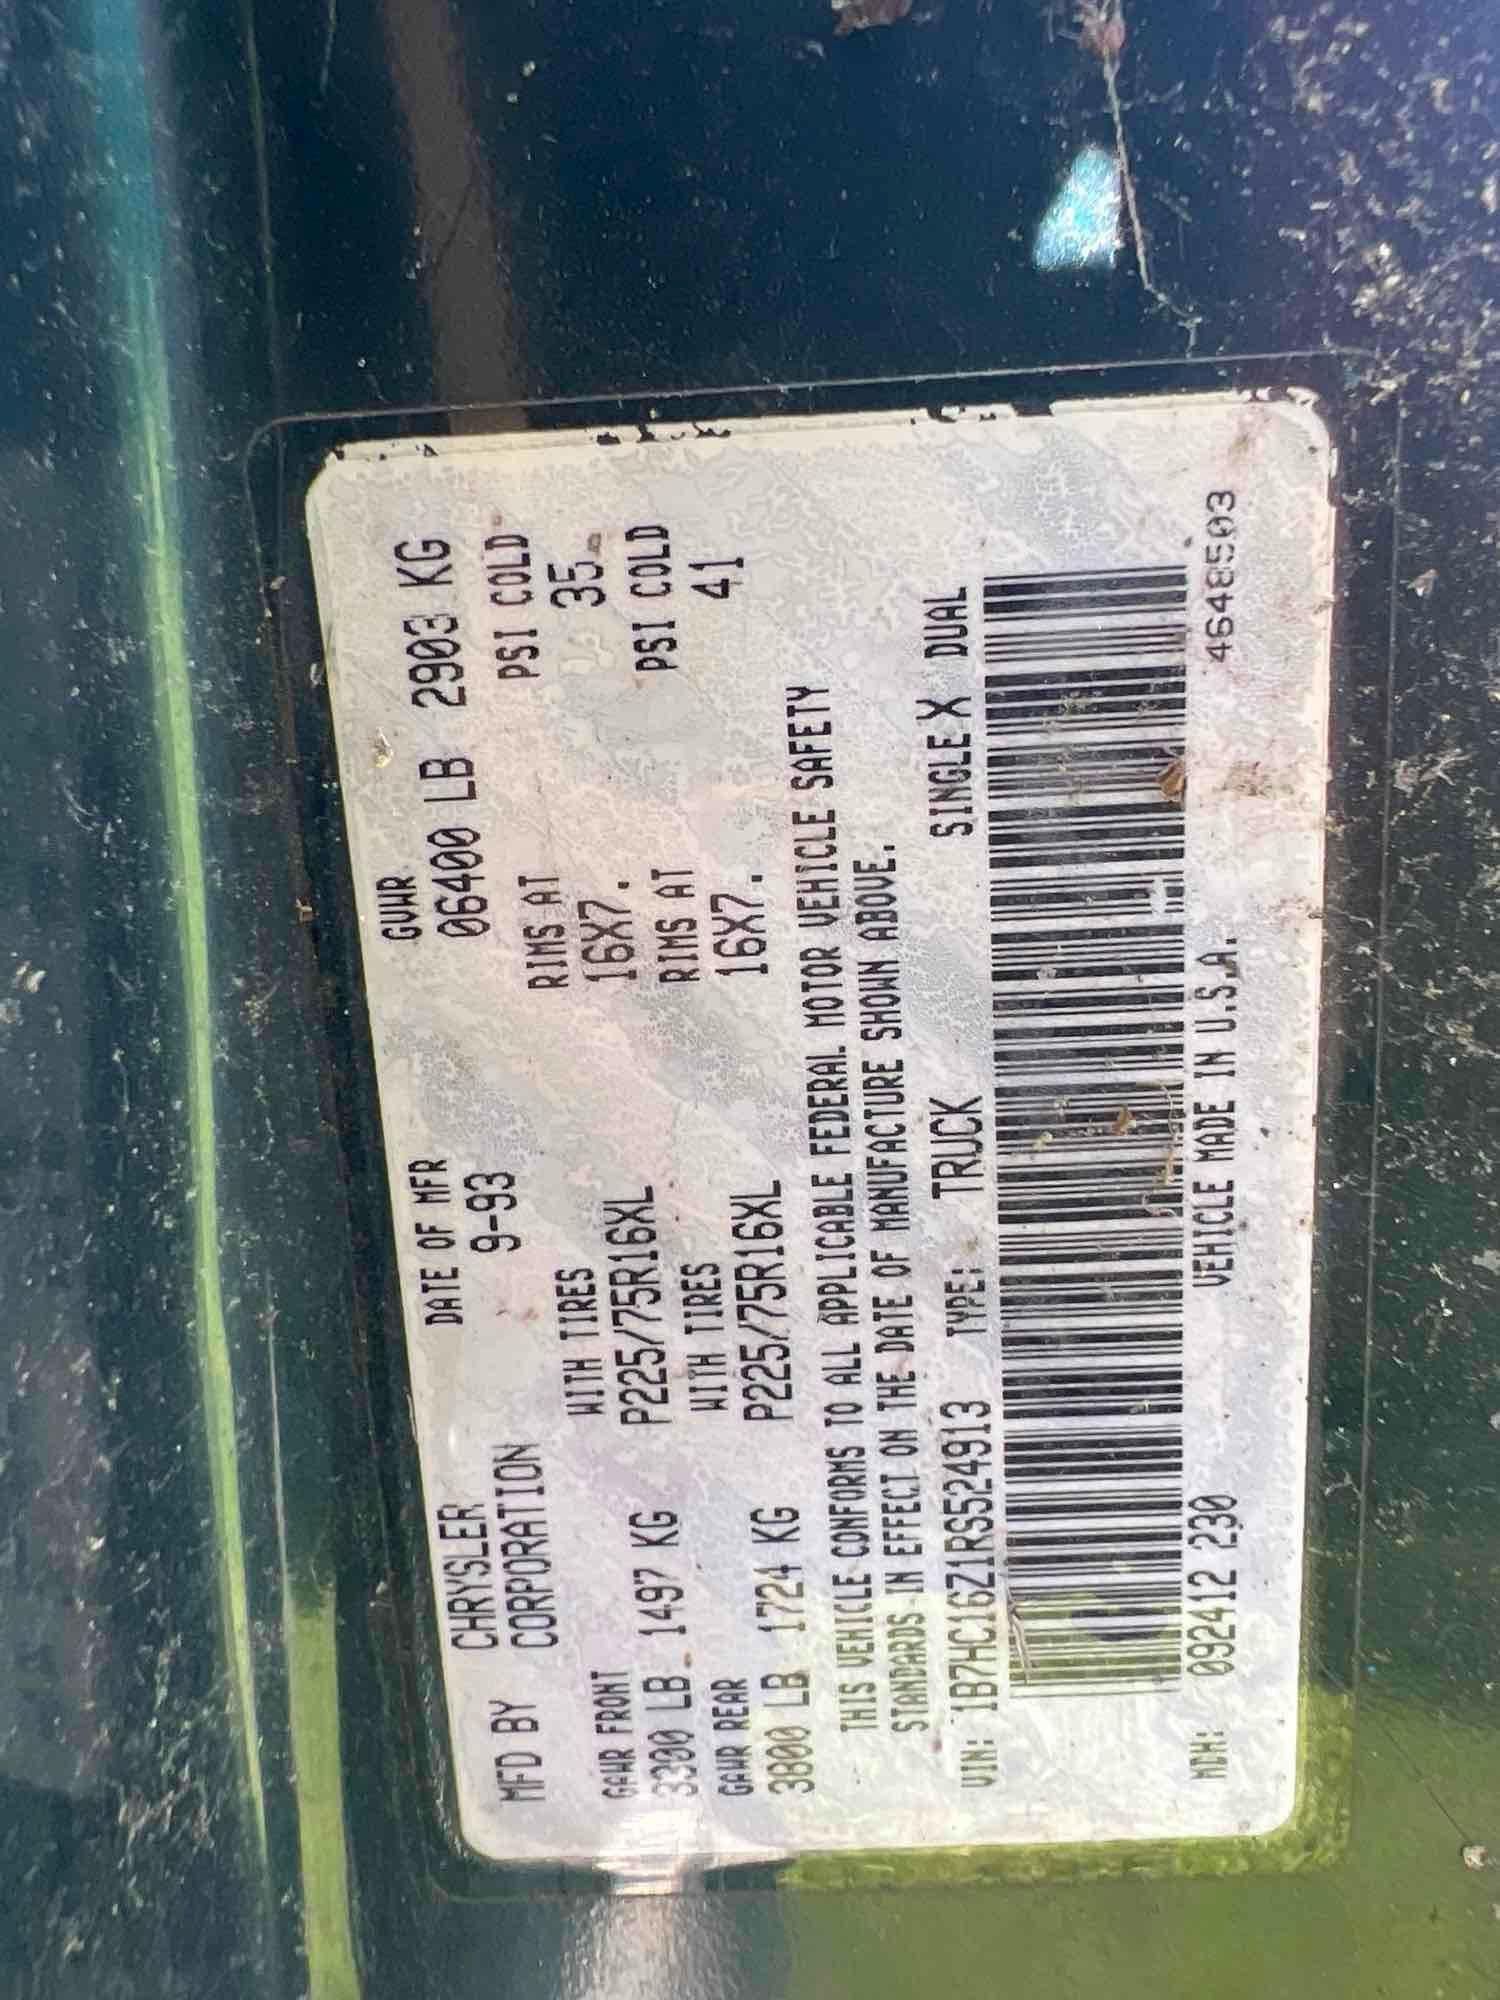 MFD BY CHRYSLER CORPORATION DATE OF MFR 9-93 GVWR 06400 LB 2903 KG
GAWR FRONT WITH TIRES RIMS AT PSI COLD
3300 LB 1497 KG P225/75R16XL 16X7. 35
GAWR REAR WITH TIRES RIMS AT PSI COLD
3800 LB 1724 KG P225/75R16XL 16X7. 41
THIS VEHICLE CONFORMS TO ALL APPLICABLE FEDERAL MOTOR VEHICLE SAFETY
STANDARDS IN EFFECT ON THE DATE OF MANUFACTURE SHOWN ABOVE.
VIN: 1B7HC16Z1RS524913 TYPE: TRUCK SINGLE X DUAL
MDH: 092412 230 VEHICLE MADE IN U.S.A. 4648503